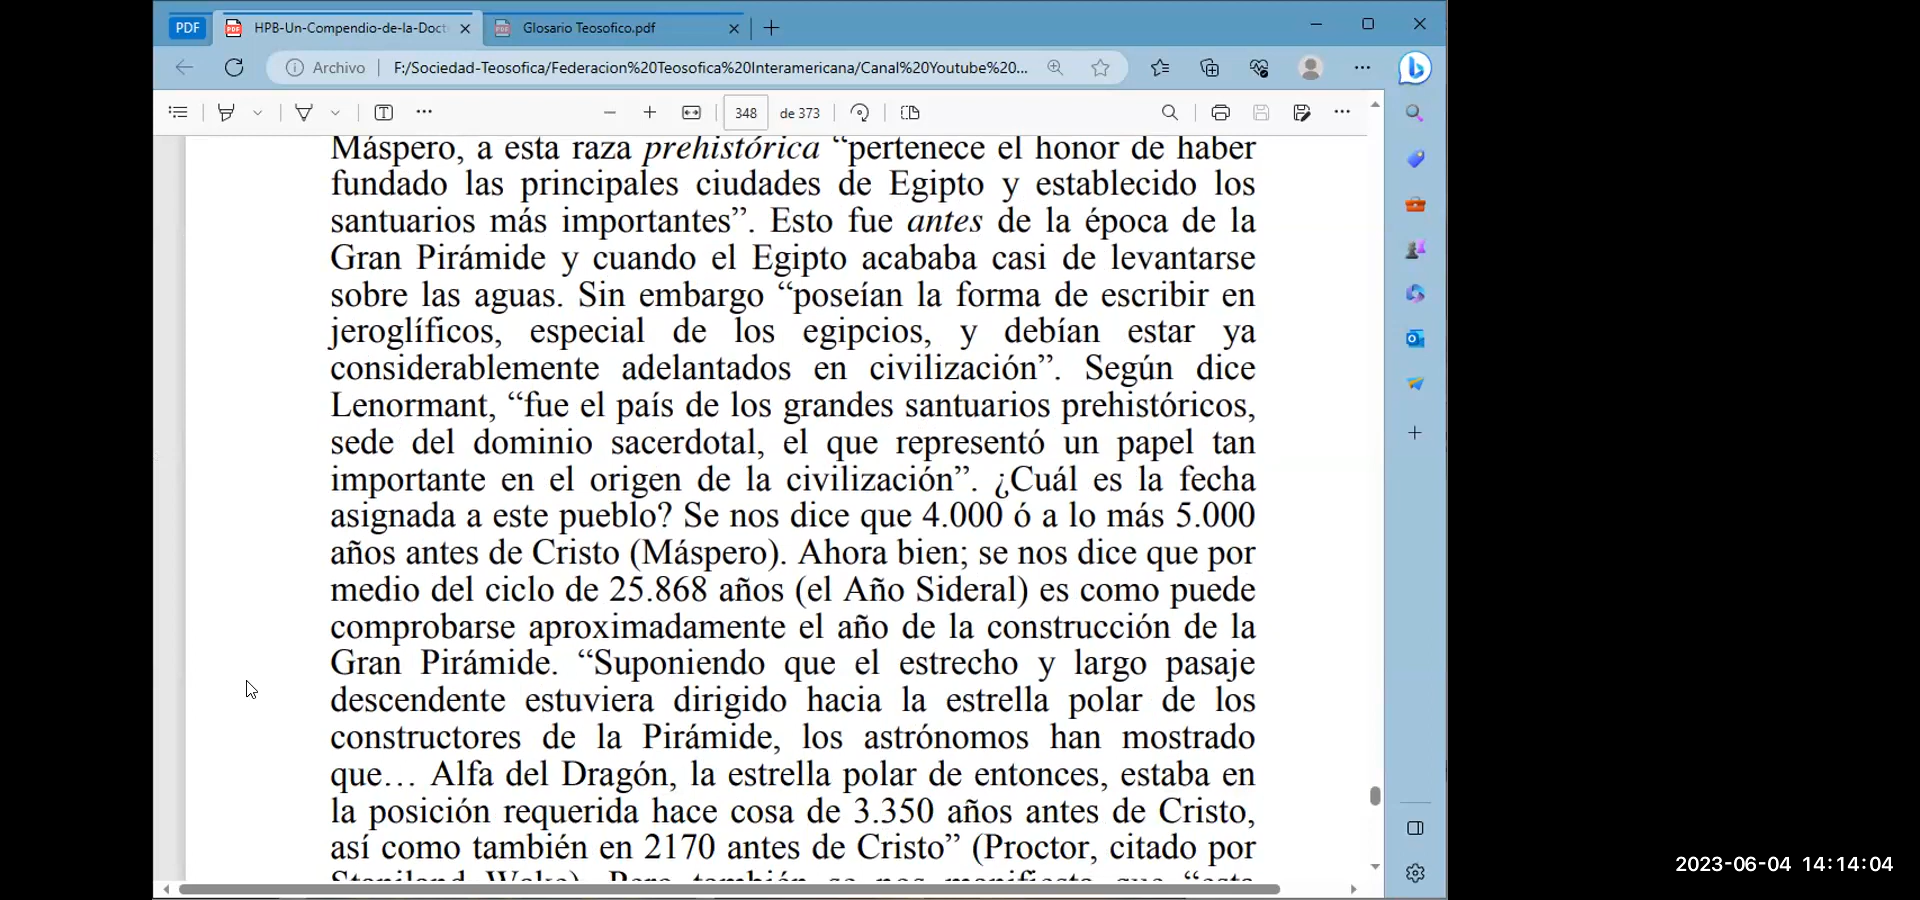 PDF
HPB-Un-Compendio-de-la-Doct
Glosario Teosofico.pdf
Archivo
F:/Sociedad-Teosofica/Federacion%20Teosofica%20Interamericana/Canal%20Youtube%20...
348 de 373
Máspero, a esta raza prehistórica “pertenece el honor de haber
fundado las principales ciudades de Egipto y establecido los
santuarios más importantes”. Esto fue antes de la época de la
Gran Pirámide y cuando el Egipto acababa casi de levantarse
sobre las aguas. Sin embargo “poseían la forma de escribir en
jeroglíficos, especial de los egipcios, y debían estar ya
considerablemente adelantados en civilización”. Según dice
Lenormant, “fue el país de los grandes santuarios prehistóricos,
sede del dominio sacerdotal, el que representó un papel tan
importante en el origen de la civilización”. ¿Cuál es la fecha
asignada a este pueblo? Se nos dice que 4.000 ó a lo más 5.000
años antes de Cristo (Máspero). Ahora bien; se nos dice que por
medio del ciclo de 25.868 años (el Año Sideral) es como puede
comprobarse aproximadamente el año de la construcción de la
Gran Pirámide. “Suponiendo que el estrecho y largo pasaje
descendente estuviera dirigido hacia la estrella polar de los
constructores de la Pirámide, los astrónomos han mostrado
que… Alfa del Dragón, la estrella polar de entonces, estaba en
la posición requerida hace cosa de 3.350 años antes de Cristo,
así como también en 2170 antes de Cristo” (Proctor, citado por
Staniland Wake). Pero también se nos manifiesta que “esta
2023-06-04 14:14:04